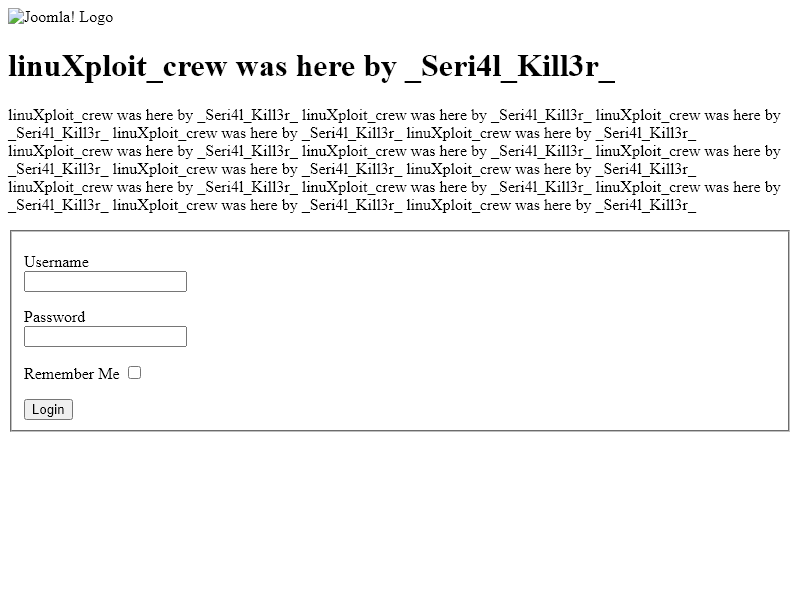 Joomla! Logo
linuXploit_crew was here by _Seri4l_Kill3r_
linuXploit_crew was here by _Seri4l_Kill3r_ linuXploit_crew was here by _Seri4l_Kill3r_ linuXploit_crew was here by
_Seri4l_Kill3r_ linuXploit_crew was here by _Seri4l_Kill3r_ linuXploit_crew was here by _Seri4l_Kill3r_
linuXploit_crew was here by _Seri4l_Kill3r_ linuXploit_crew was here by _Seri4l_Kill3r_ linuXploit_crew was here by
_Seri4l_Kill3r_ linuXploit_crew was here by _Seri4l_Kill3r_ linuXploit_crew was here by _Seri4l_Kill3r_
linuXploit_crew was here by _Seri4l_Kill3r_ linuXploit_crew was here by _Seri4l_Kill3r_ linuXploit_crew was here by
_Seri4l_Kill3r_ linuXploit_crew was here by _Seri4l_Kill3r_ linuXploit_crew was here by _Seri4l_Kill3r_
Username
Password
Remember Me
Login